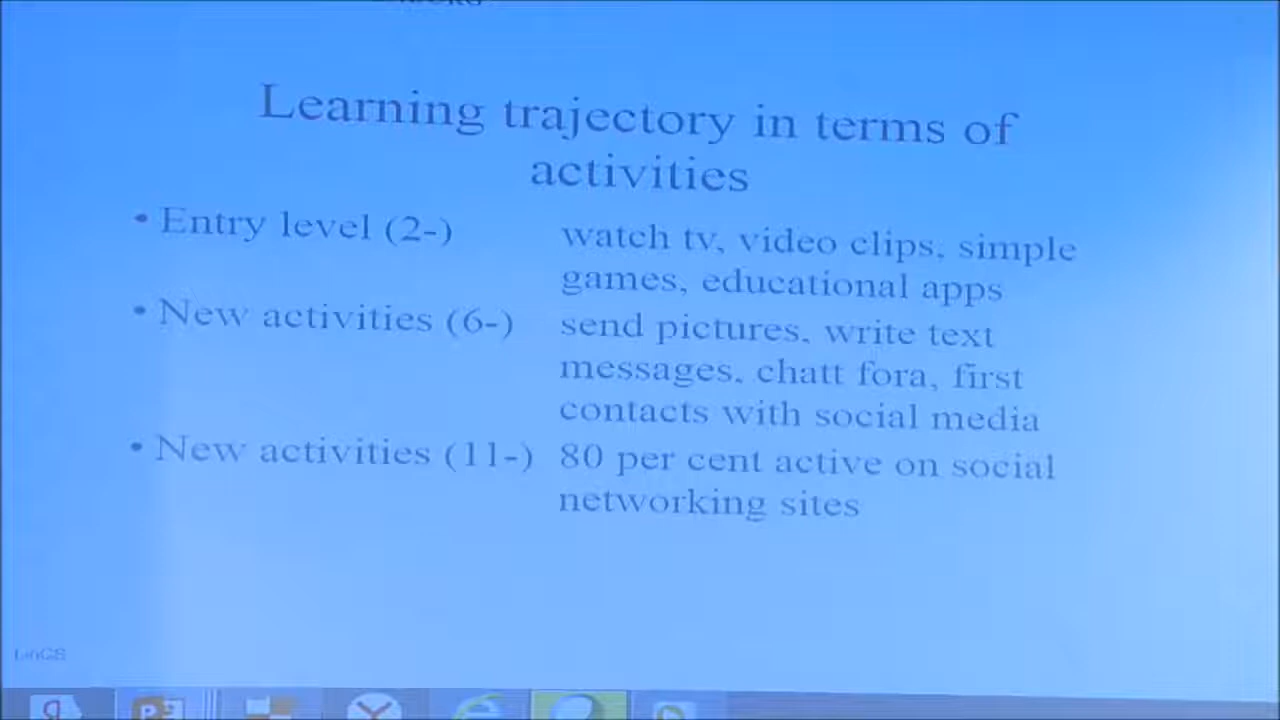 Learning trajectory in terms of
activities
• Entry level (2-) watch tv, video clips, simple
games, educational apps
• New activities (6-) send pictures, write text
messages, chatt fora, first
contacts with social media
• New activities (11-) 80 per cent active on social
networking sites